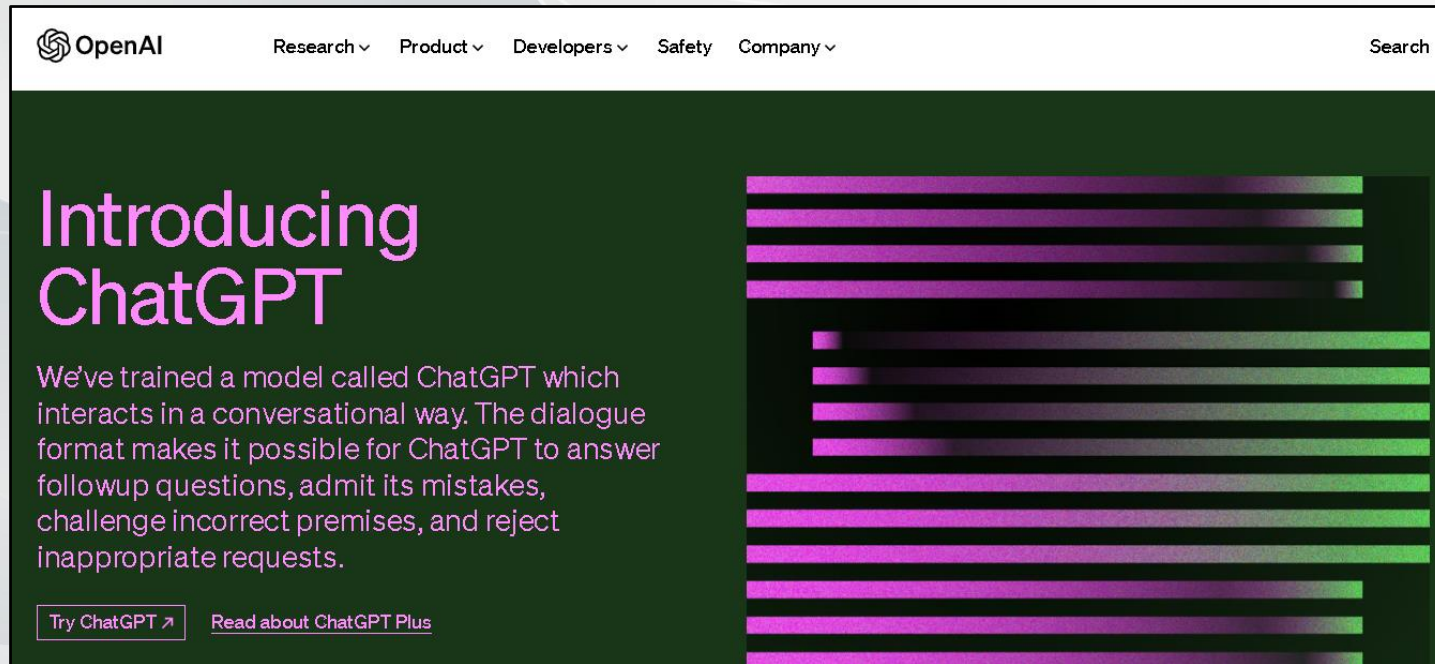 OpenAI
Research Product Developers Safety Company Search
Introducing
ChatGPT
We've trained a model called ChatGPT which
interacts in a conversational way. The dialogue
format makes it possible for ChatGPT to answer
followup questions, admit its mistakes,
challenge incorrect premises, and reject
inappropriate requests.
Try ChatGPT ↗ Read about ChatGPT Plus